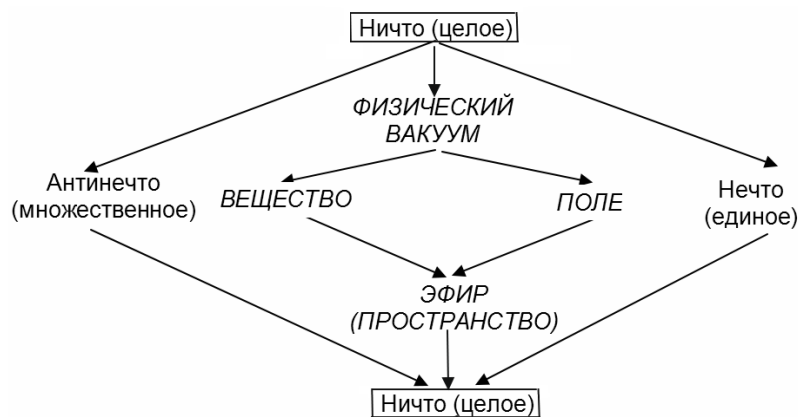 Ничто (целое)
ФИЗИЧЕСКИЙ
ВАКУУМ
Антинечто
(множественное)
ВЕЩЕСТВО
ПОЛЕ
Нечто
(единое)
ЭФИР
(ПРОСТРАНСТВО)
Ничто (целое)